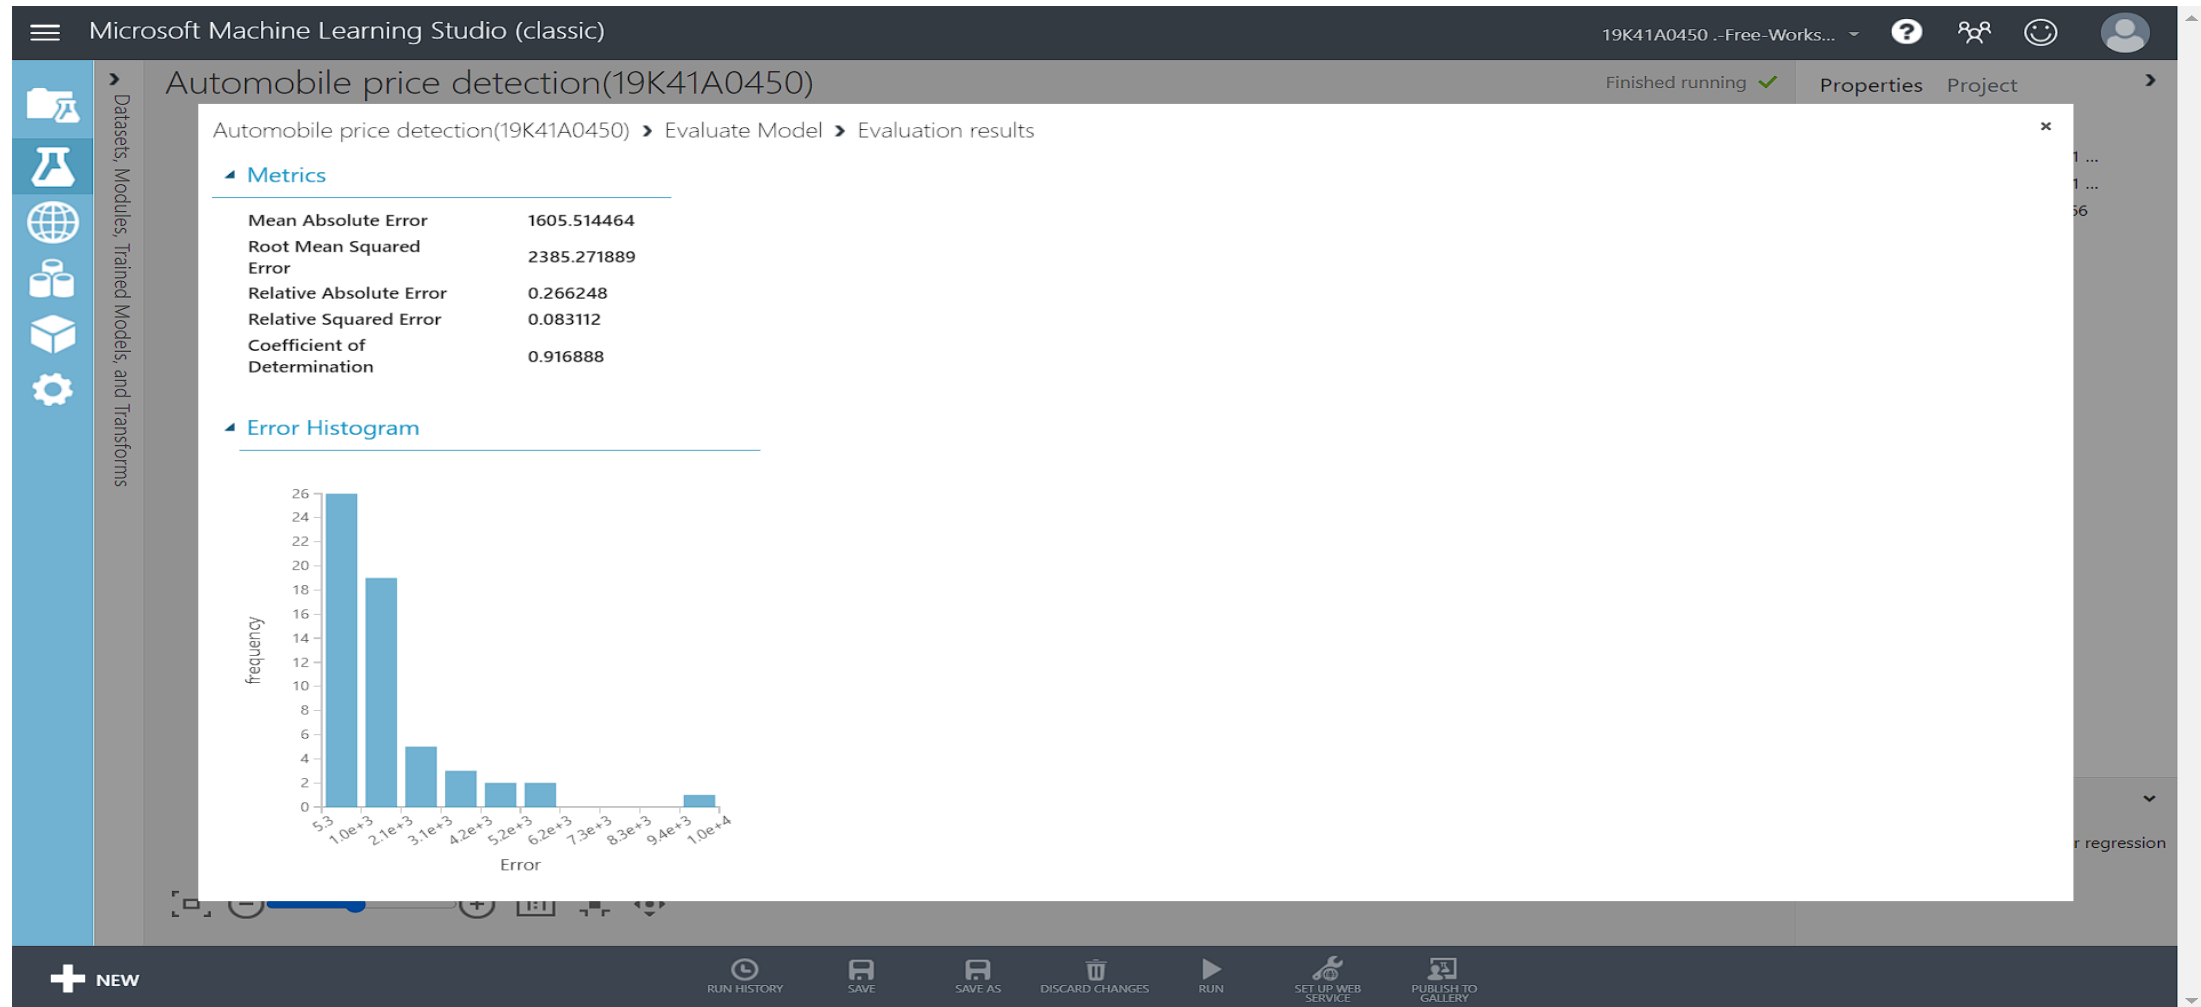 Microsoft Machine Learning Studio (classic)
19K41A0450 .-Free-Works...
?
Automobile price detection(19K41A0450)
Finished running
Properties Project
Datasets, Modules, Trained Models, and Transforms
Automobile price detection(19K41A0450) > Evaluate Model > Evaluation results
×
1 ...
1 ...
Metrics
Mean Absolute Error 1605.514464
Root Mean Squared
Error
2385.271889
Relative Absolute Error 0.266248
Relative Squared Error 0.083112
Coefficient of
Determination
0.916888
Error Histogram
26
24
22
20
18
16
14
12
10
8
6
4
2
0
frequency
5.3 1.0e+3 2.1e+3 3.1e+3 4.2e+3 5.2e+3 6.2e+3 7.3e+3 8.3e+3 9.4e+3 1.0e+4
Error
r regression
1:1
NEW
RUN HISTORY
SAVE
SAVE AS
DISCARD CHANGES
RUN
SET UP WEB
SERVICE
PUBLISH TO
GALLERY